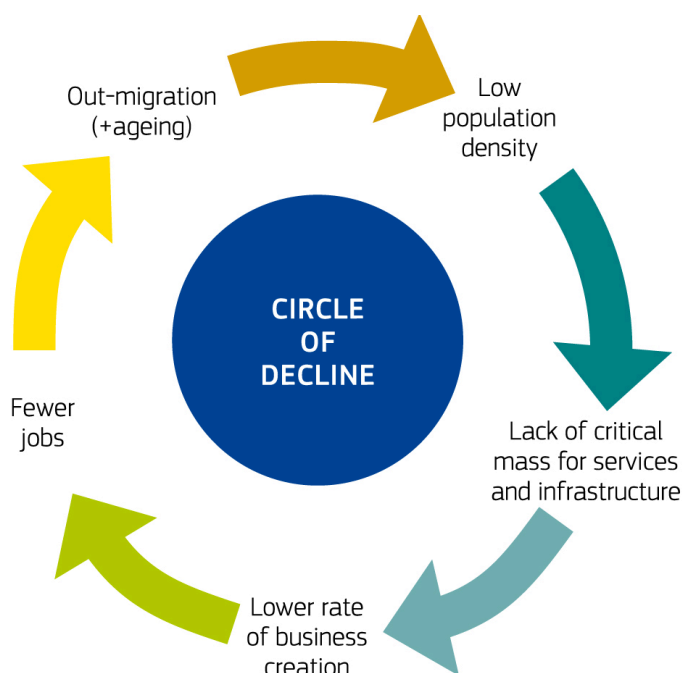 Out-migration
(+ageing)
Low
population
density
CIRCLE
OF
DECLINE
Fewer
jobs
Lack of critical
mass for services
and infrastructure
Lower rate
of business
creation